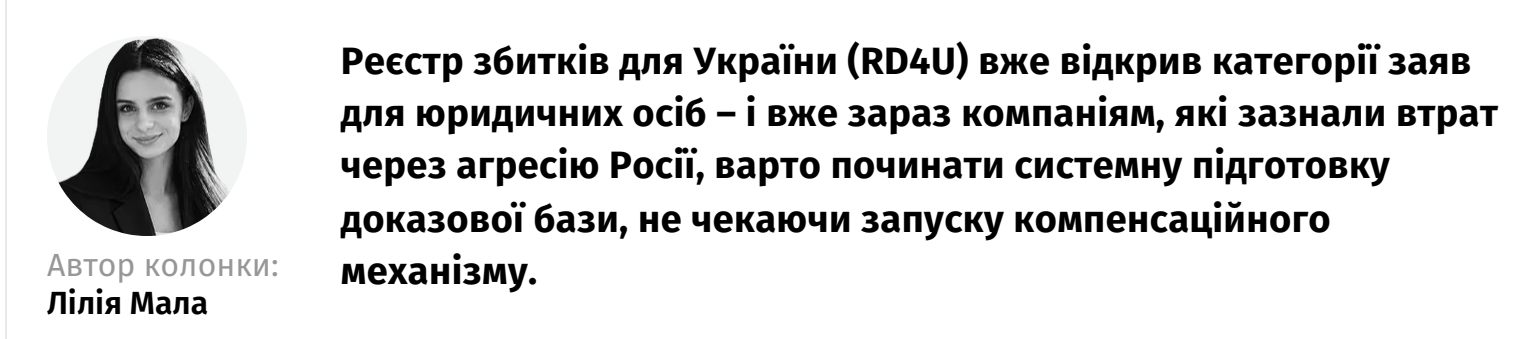 Реєстр збитків для України (RD4U) вже відкрив категорії заяв
для юридичних осіб – і вже зараз компаніям, які зазнали втрат
через агресію Росії, варто починати системну підготовку
доказової бази, не чекаючи запуску компенсаційного
механізму.
Автор колонки:
Лілія Мала